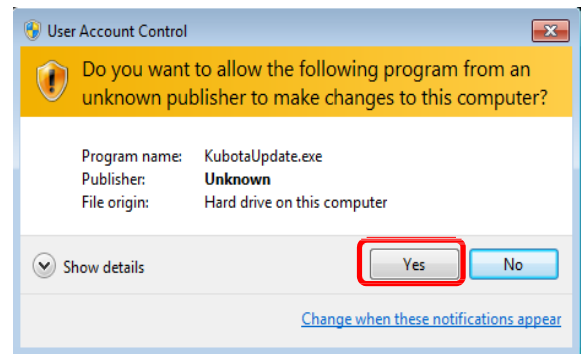 User Account Control
Do you want to allow the following program from an
unknown publisher to make changes to this computer?
Program name: KubotaUpdate.exe
Publisher: Unknown
File origin: Hard drive on this computer
Show details Yes No
Change when these notifications appear